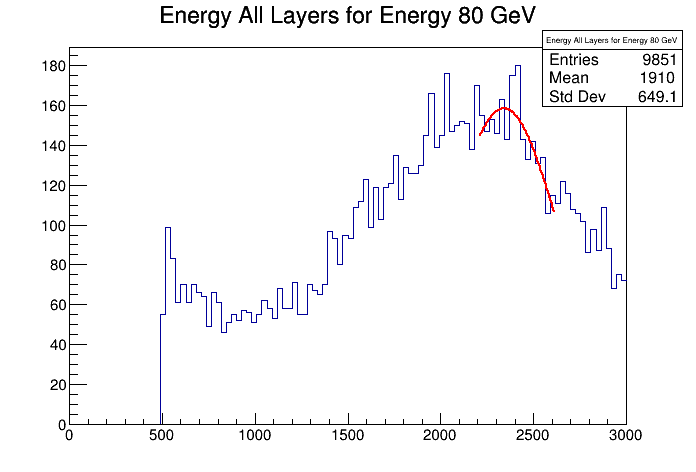 Energy All Layers for Energy 80 GeV
Energy All Layers for Energy 80 GeV
Entries 9851
Mean 1910
Std Dev 649.1
180
160
140
120
100
80
60
40
20
0
0 500 1000 1500 2000 2500 3000